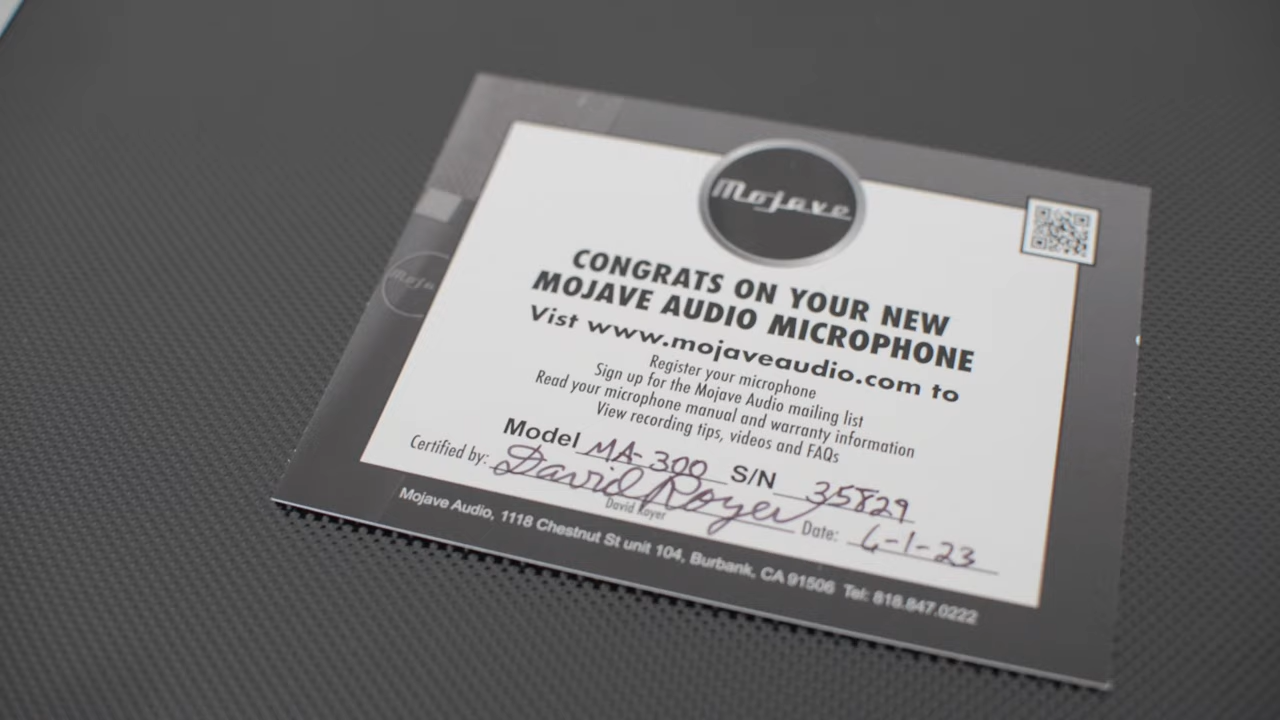 Mojave
CONGRATS ON YOUR NEW
MOJAVE AUDIO MICROPHONE
Vist www.mojaveaudio.com to
Register your microphone
Sign up for the Mojave Audio mailing list
Read your microphone manual and warranty information
View recording tips, videos and FAQs
Model MA-300 S/N 35829
Certified by: David Royer Date: 6-1-23
David Royer
Mojave Audio, 1118 Chestnut St unit 104, Burbank, CA 91506 Tel: 818.847.0222
Moja